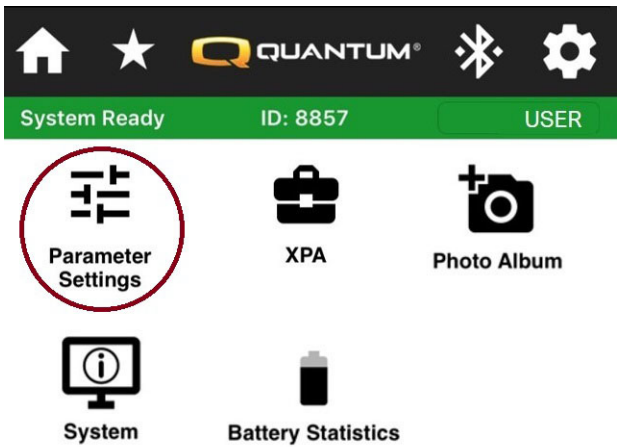 QUANTUM®
System Ready ID: 8857 USER
Parameter
Settings
XPA
Photo Album
System
Battery Statistics